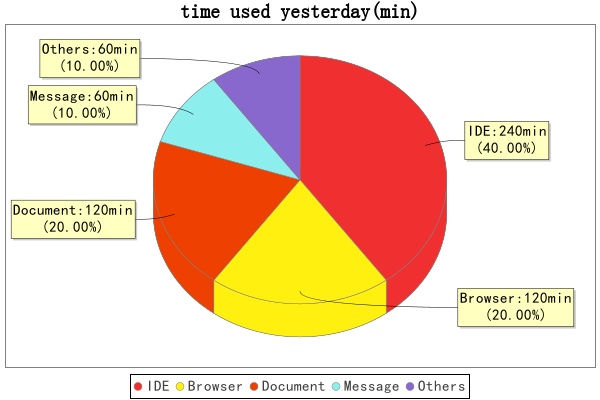 time used yesterday(min)
Others:60min
(10.00%)
Message:60min
(10.00%)
IDE:240min
(40.00%)
Document:120min
(20.00%)
Browser:120min
(20.00%)
IDE Browser Document Message Others